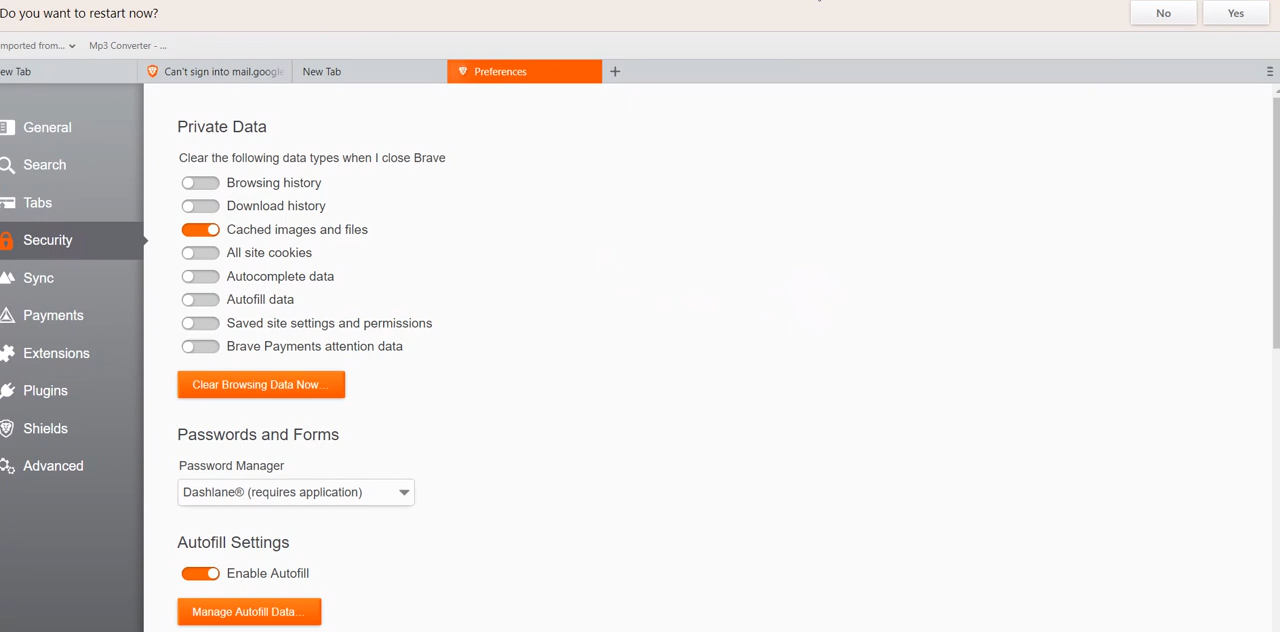 Do you want to restart now?
No
Yes
mported from...
Mp3 Converter - ...
ew Tab
Can't sign into mail.google
New Tab
Preferences
General
Search
Tabs
Security
Sync
Payments
Extensions
Plugins
Shields
Advanced
Private Data
Clear the following data types when I close Brave
Browsing history
Download history
Cached images and files
All site cookies
Autocomplete data
Autofill data
Saved site settings and permissions
Brave Payments attention data
Clear Browsing Data Now...
Passwords and Forms
Password Manager
Dashlane® (requires application)
Autofill Settings
Enable Autofill
Manage Autofill Data...